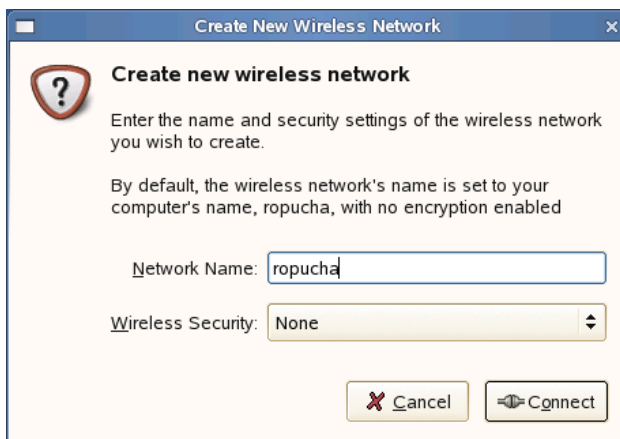 Create New Wireless Network
Create new wireless network
Enter the name and security settings of the wireless network
you wish to create.
By default, the wireless network's name is set to your
computer's name, ropucha, with no encryption enabled
Network Name: ropucha
Wireless Security: None
Cancel Connect